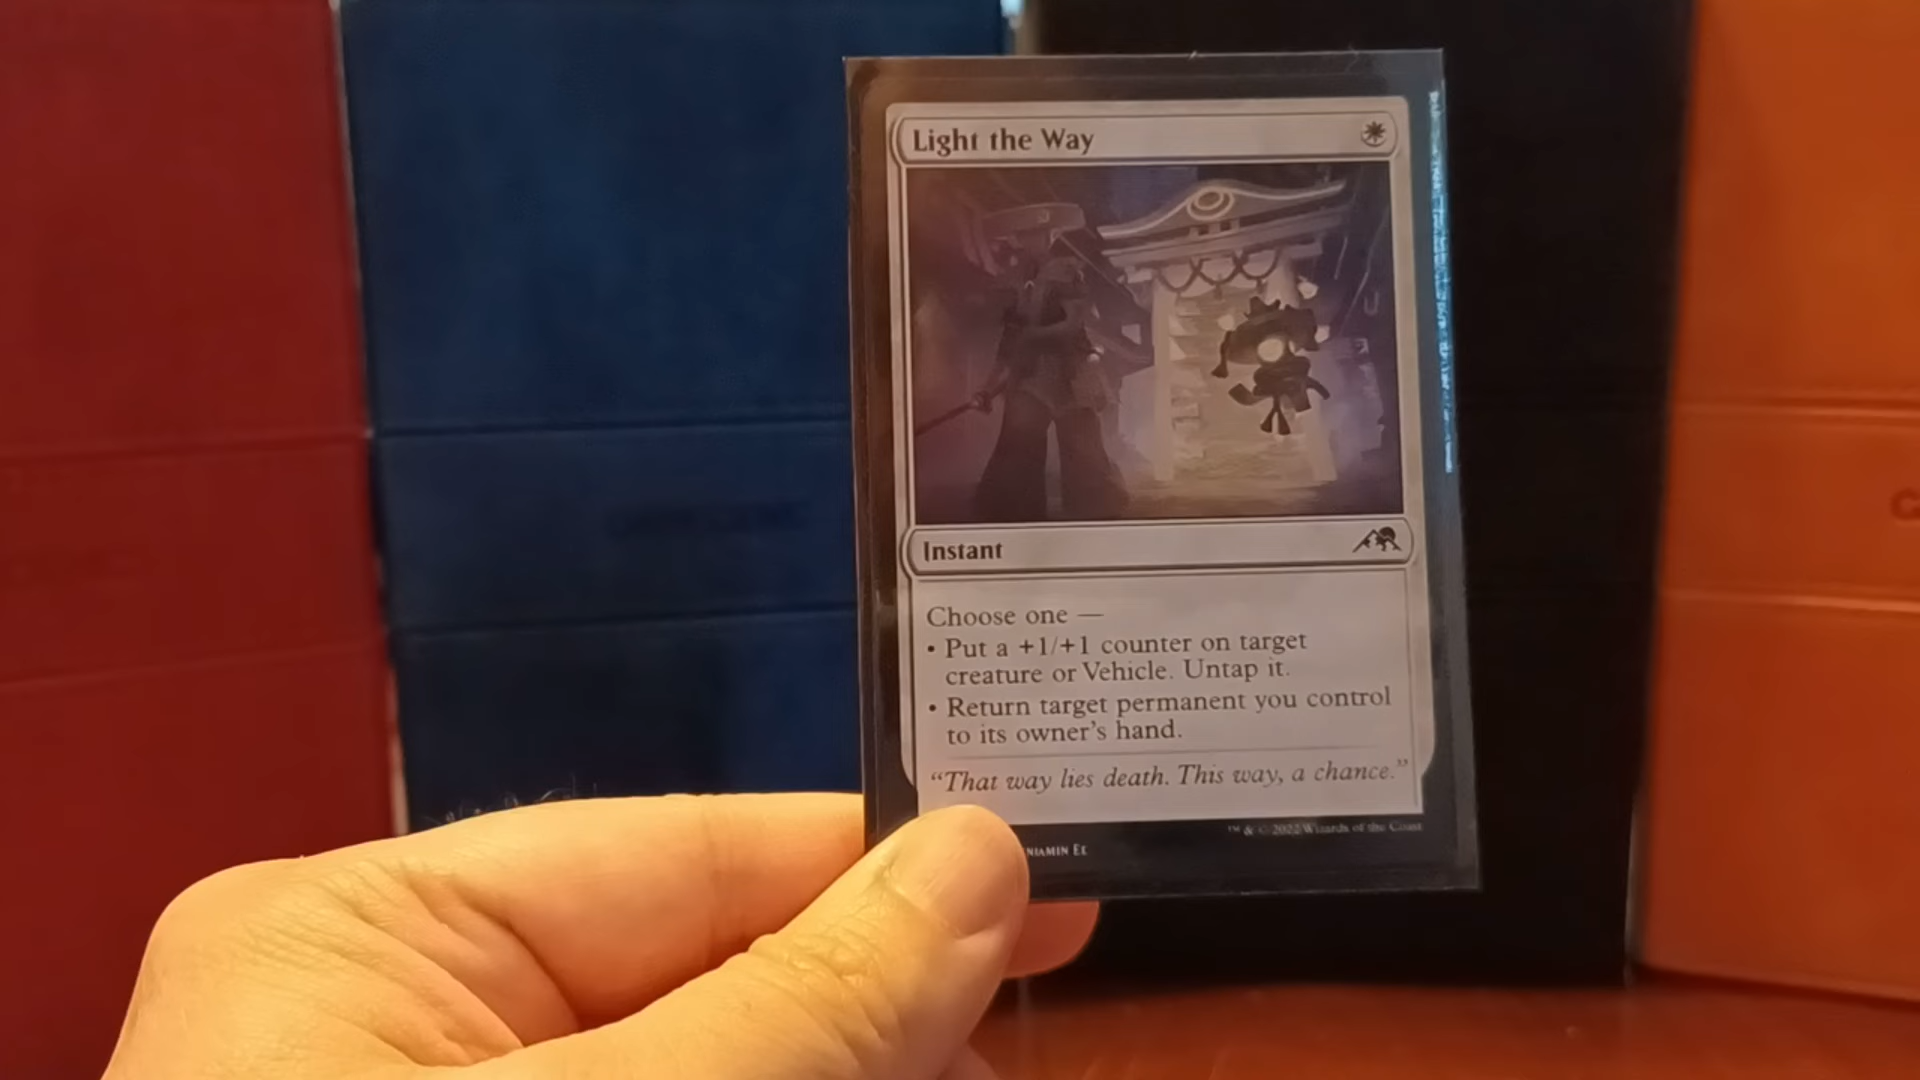 Light the Way
Instant
Choose one —
• Put a +1/+1 counter on target
creature or Vehicle. Untap it.
• Return target permanent you control
to its owner's hand.
“That way lies death. This way, a chance.”
™ & © 2022 Wizards of the Coast